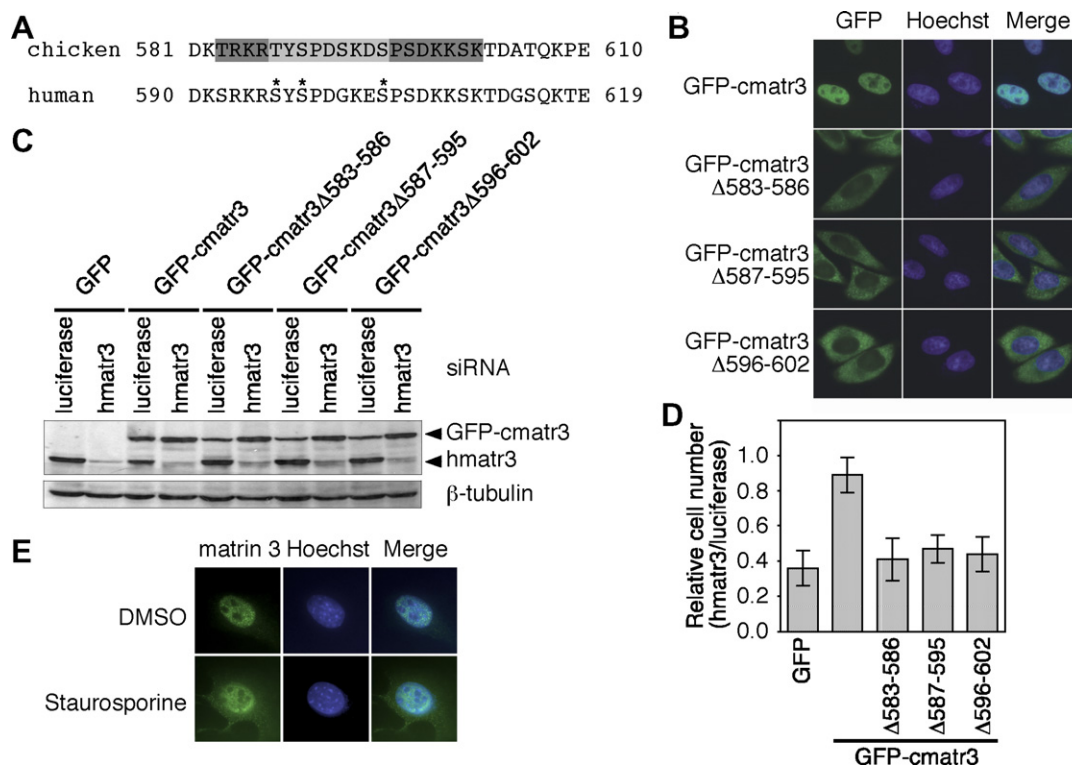 A
chicken 581 DKTRKRTYSPDSKDSPSDKKSKTDATQKPE 610
* * *
human 590 DKSRKRSYSPDGKESPSDKKSKTDGSQKTE 619
B
GFP Hoechst Merge
GFP-cmatr3
GFP-cmatr3
Δ583-586
GFP-cmatr3
Δ587-595
GFP-cmatr3
Δ596-602
C
GFP
GFP-cmatr3
GFP-cmatr3Δ583-586
GFP-cmatr3Δ587-595
GFP-cmatr3Δ596-602
luciferase
hmatr3
luciferase
hmatr3
luciferase
hmatr3
luciferase
hmatr3
luciferase
hmatr3
siRNA
GFP-cmatr3
hmatr3
β-tubulin
D
Relative cell number
(hmatr3/luciferase)
1.0
0.8
0.6
0.4
0.2
0.0
GFP
Δ583-586
Δ587-595
Δ596-602
GFP-cmatr3
E
matrin 3 Hoechst Merge
DMSO
Staurosporine